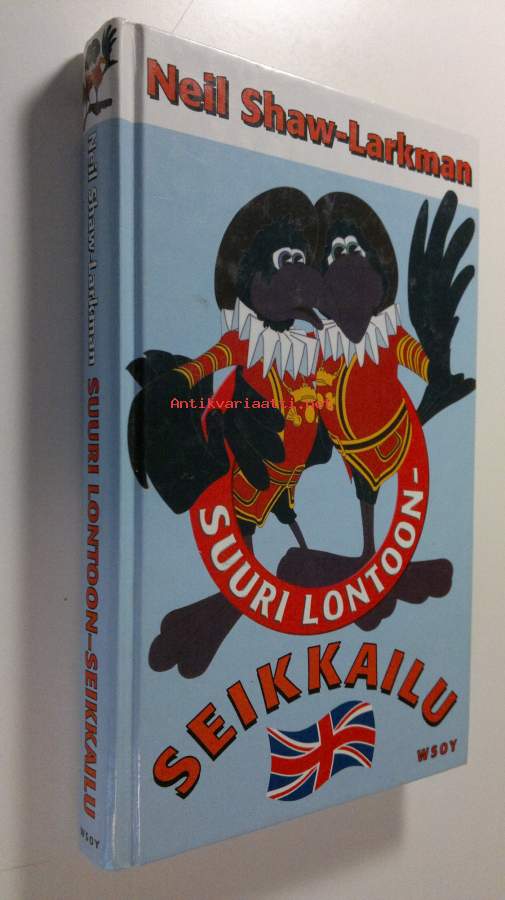 Neil Shaw-Larkman
SUURI LONTOON-
SEIKKAILU
WSOY
Neil Shaw-Larkman SUURI LONTOON-SEIKKAILU
WSOY
Antikvariaatti.net